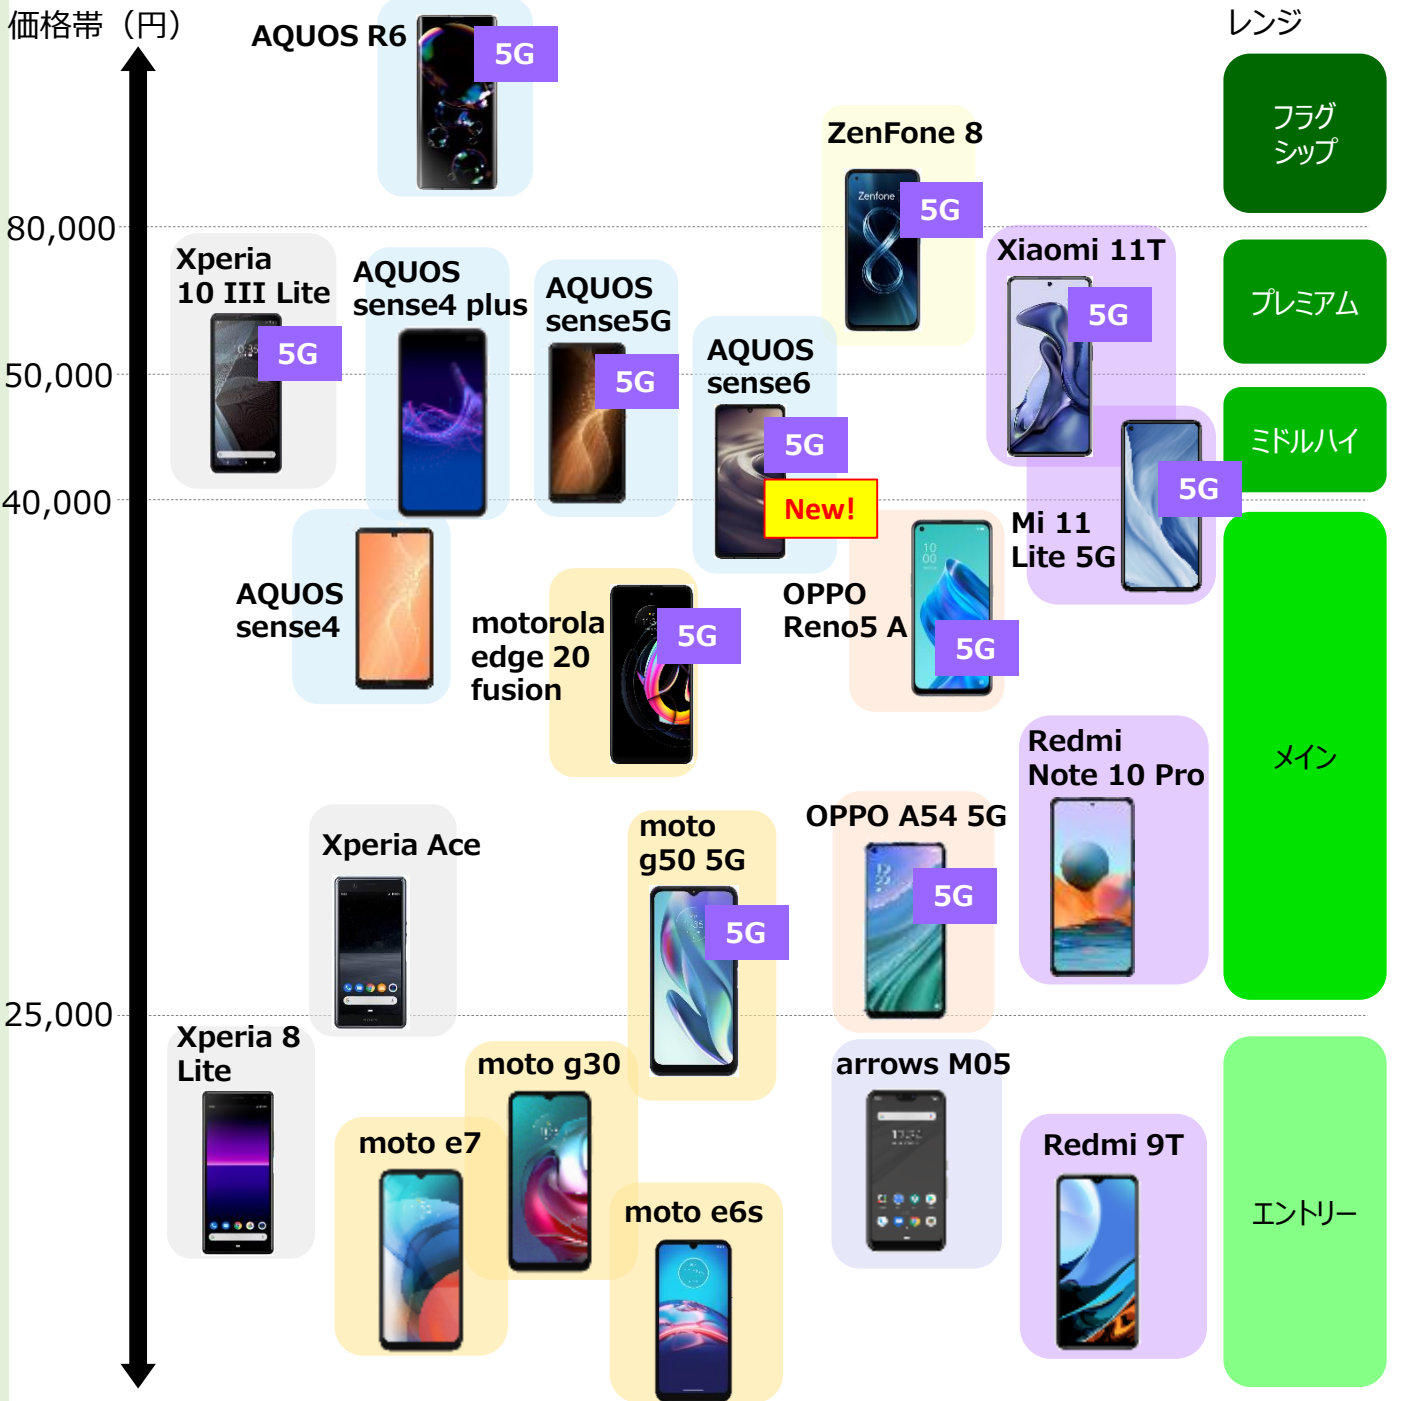 価格帯（円）
レンジ
AQUOS R6
5G
フラグ
シップ
ZenFone 8
Zenfone
5G
80,000
Xperia
10 III Lite
5G
AQUOS
sense4 plus
AQUOS
sense5G
5G
AQUOS
sense6
5G
New!
Xiaomi 11T
5G
プレミアム
50,000
ミドルハイ
5G
Mi 11
Lite 5G
40,000
AQUOS
sense4
motorola
edge 20
fusion
5G
OPPO
Reno5 A
5G
メイン
Redmi
Note 10 Pro
Xperia Ace
moto
g50 5G
5G
OPPO A54 5G
5G
25,000
Xperia 8
Lite
moto g30
moto e7
moto e6s
arrows M05
Redmi 9T
エントリー